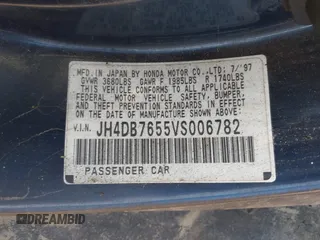 MFD. IN JAPAN BY HONDA MOTOR CO., LTD. 7/'97
GVWR 3680LBS GAWR F 1985LBS R 1740LBS
THIS VEHICLE CONFORMS TO ALL APPLICABLE
FEDERAL MOTOR VEHICLE SAFETY, BUMPER,
AND THEFT PREVENTION STANDARDS IN EFFECT
ON THE DATE OF MANUFACTURE SHOWN ABOVE.
V.I.N. JH4DB7655VS006782
PASSENGER CAR
DREAMBID